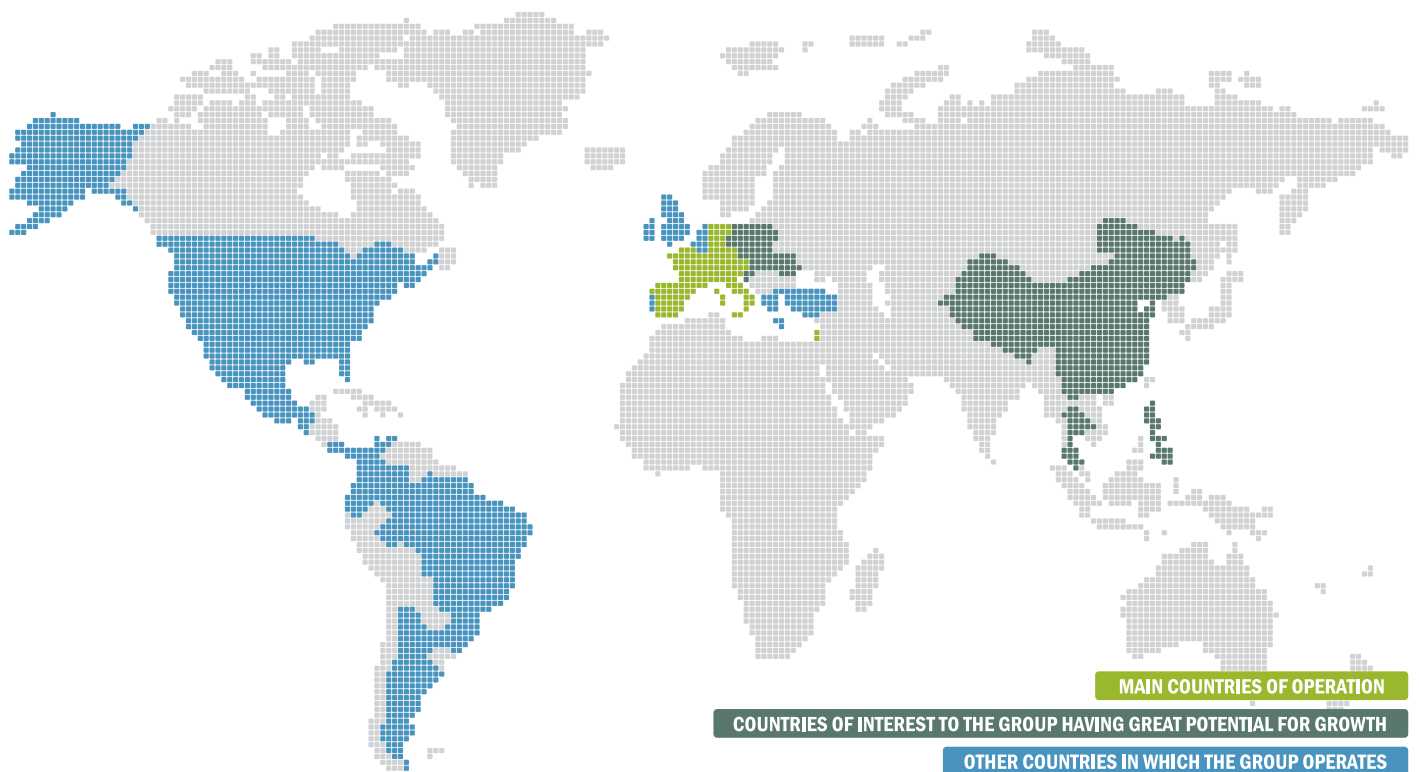 MAIN COUNTRIES OF OPERATION
COUNTRIES OF INTEREST TO THE GROUP HAVING GREAT POTENTIAL FOR GROWTH
OTHER COUNTRIES IN WHICH THE GROUP OPERATES